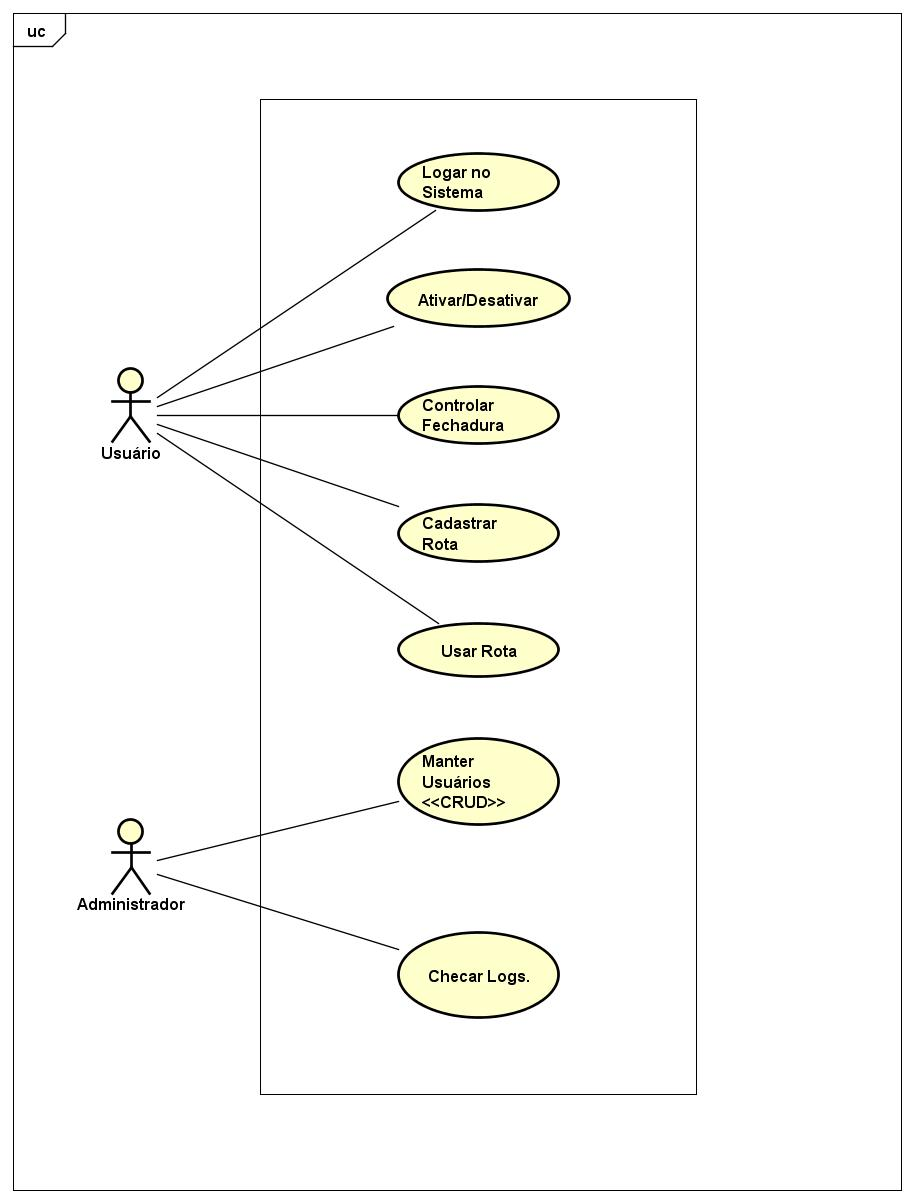 uc
Logar no
Sistema
Ativar/Desativar
Controlar
Fechadura
Usuário
Cadastrar
Rota
Usar Rota
Manter
Usuários
<<CRUD>>
Administrador
Checar Logs.